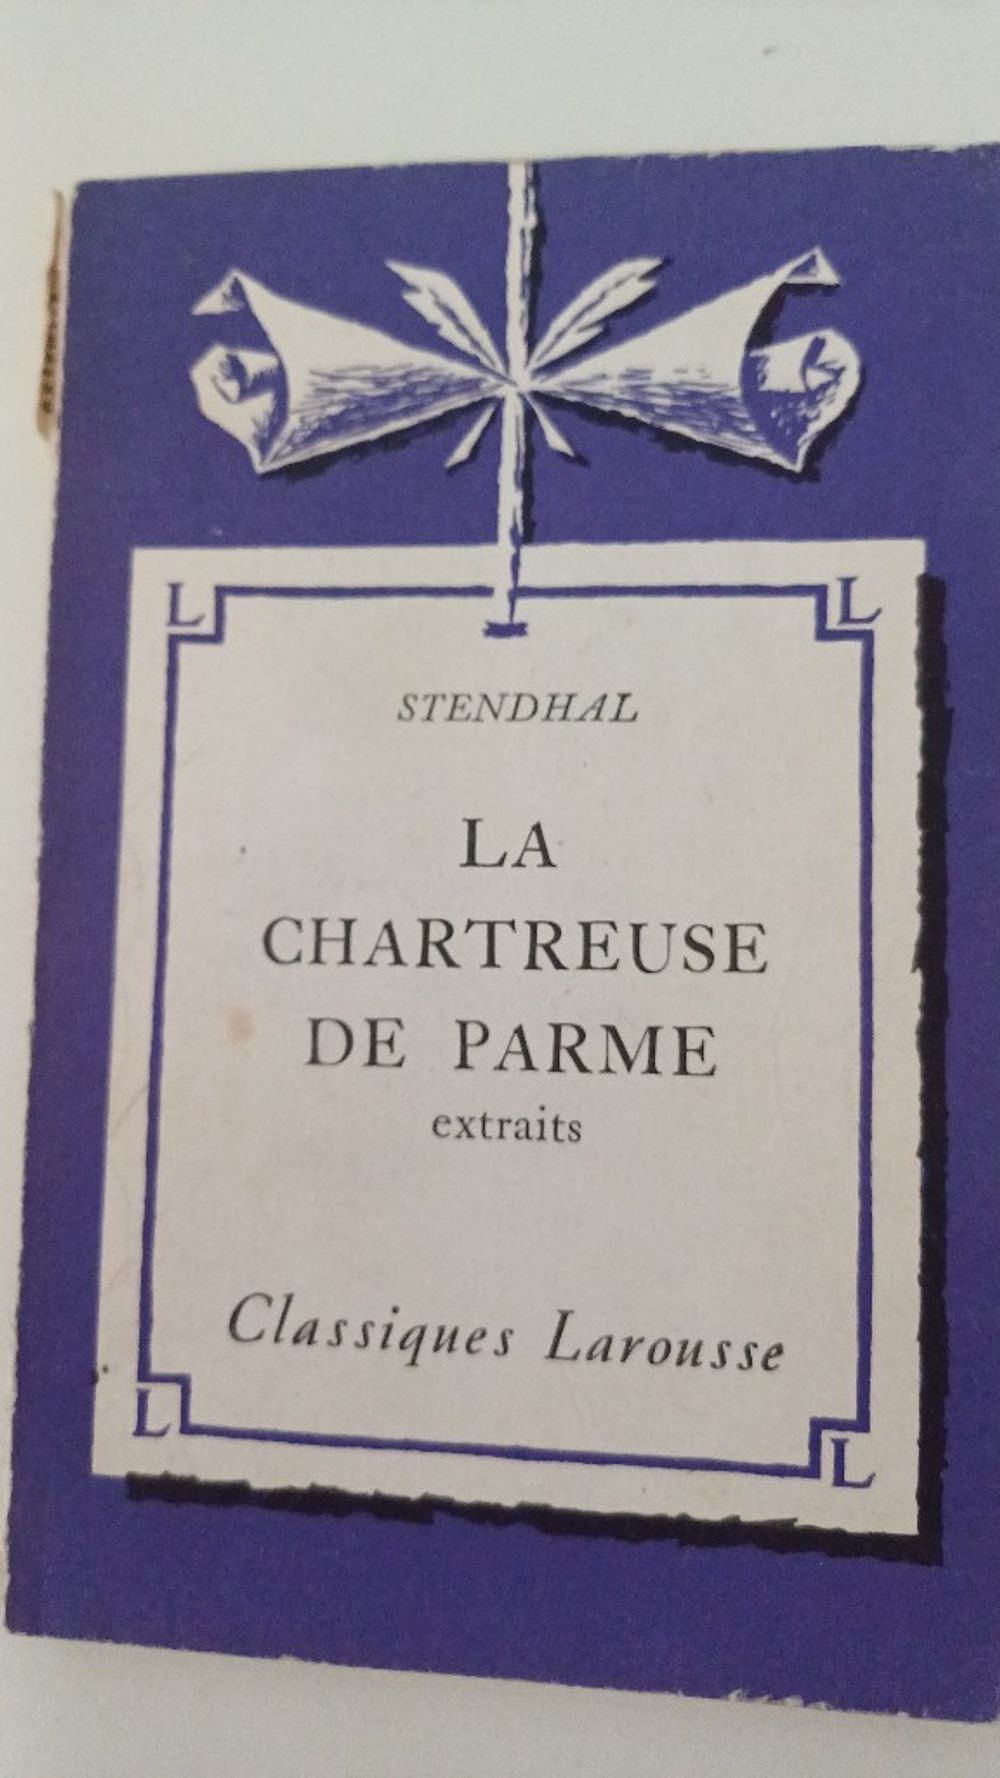 L L
STENDHAL
LA
CHARTREUSE
DE PARME
extraits
Classiques Larousse
L L